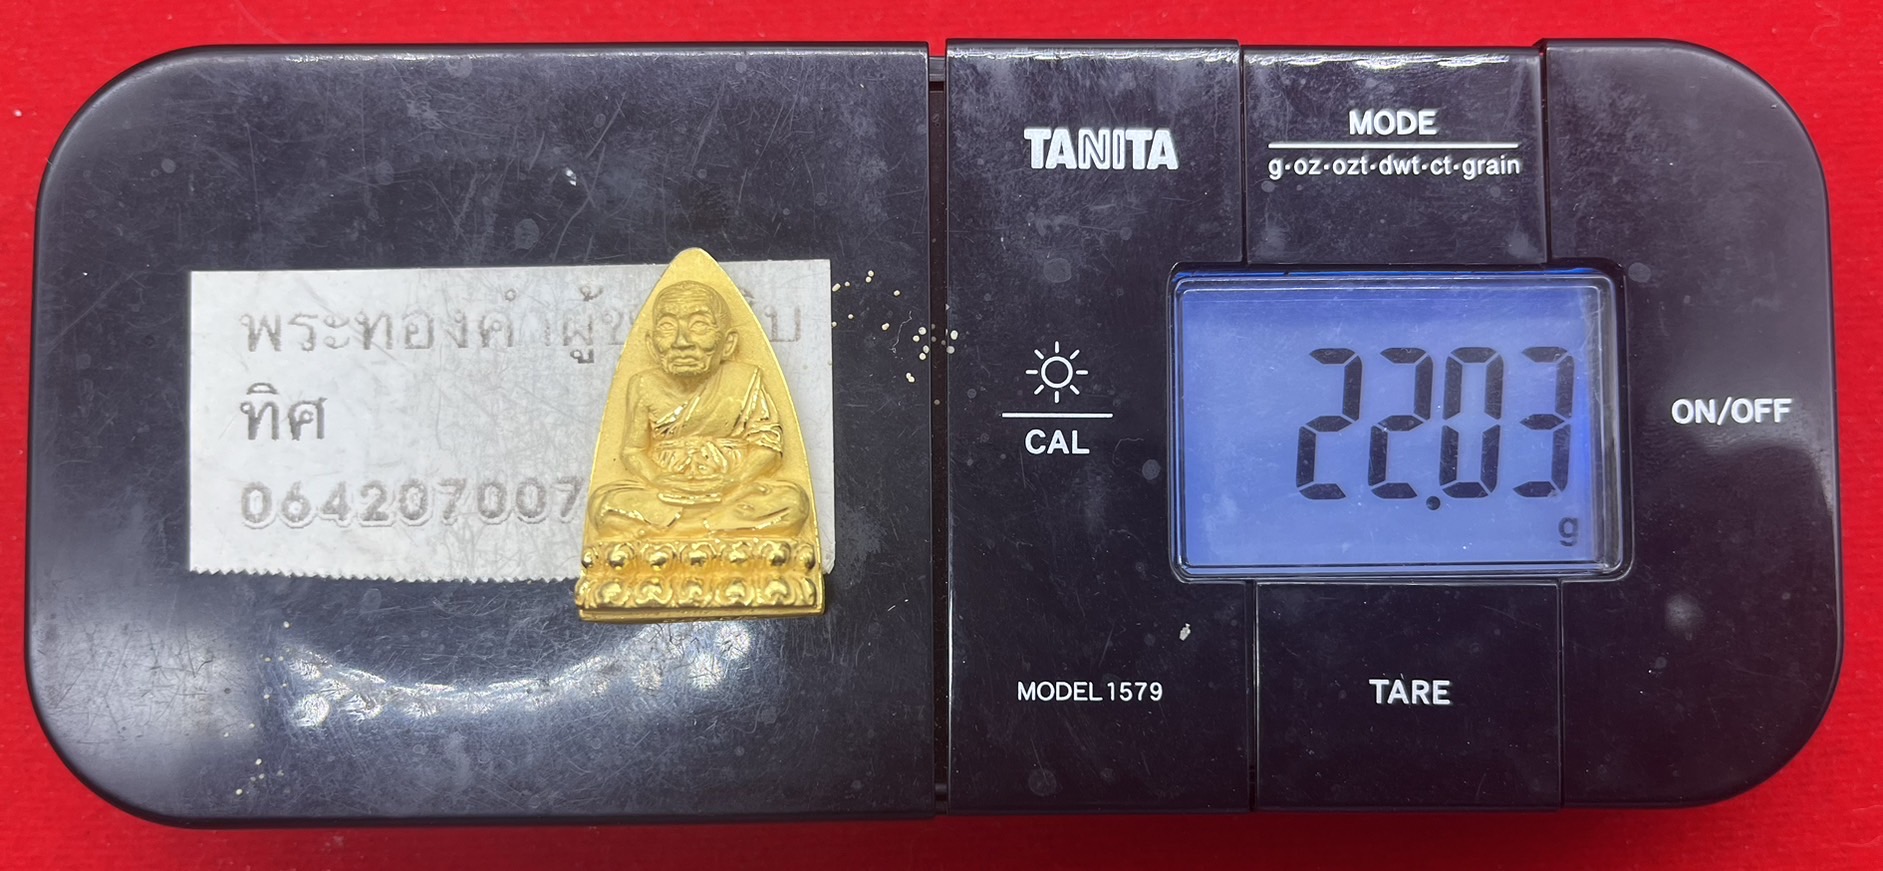 พระทองคำ
ทิศ
064207007
TANITA
MODE
g·oz·ozt·dwt·ct·grain
CAL
22.03
g
ON/OFF
MODEL 1579
TARE